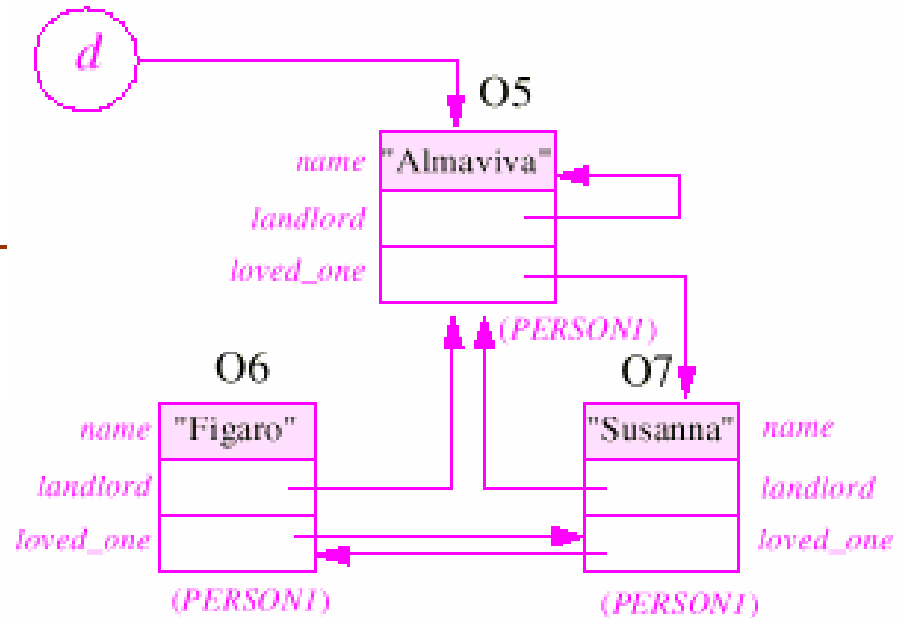 d
O5
name "Almaviva"
landlord
loved_one
(PERSON1)
O6 O7
name "Figaro" "Susanna" name
landlord landlord
loved_one loved_one
(PERSON1) (PERSON1)